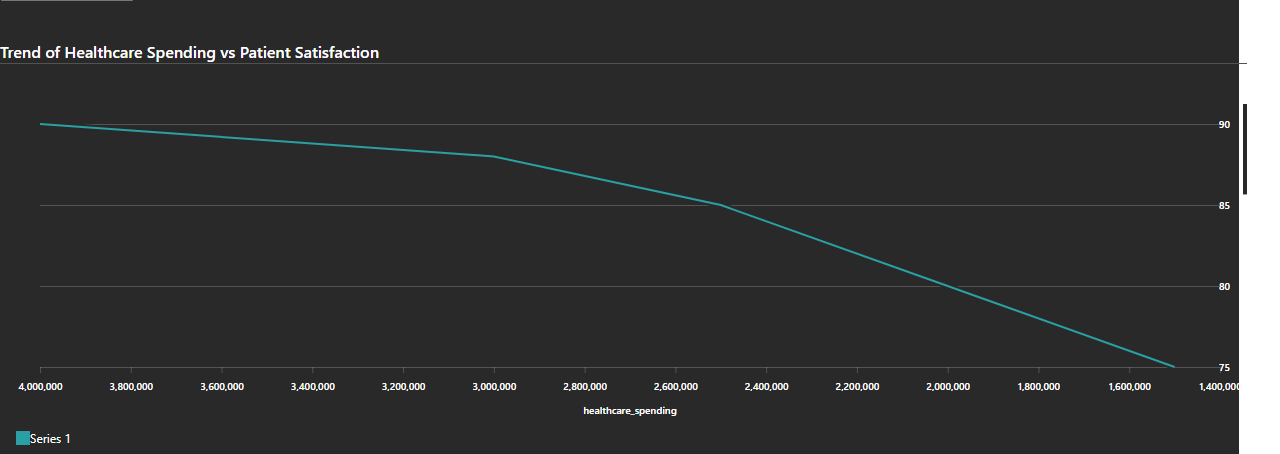 Trend of Healthcare Spending vs Patient Satisfaction
90
85
80
75
4,000,000 3,800,000 3,600,000 3,400,000 3,200,000 3,000,000 2,800,000 2,600,000 2,400,000 2,200,000 2,000,000 1,800,000 1,600,000 1,400,000
healthcare_spending
Series 1